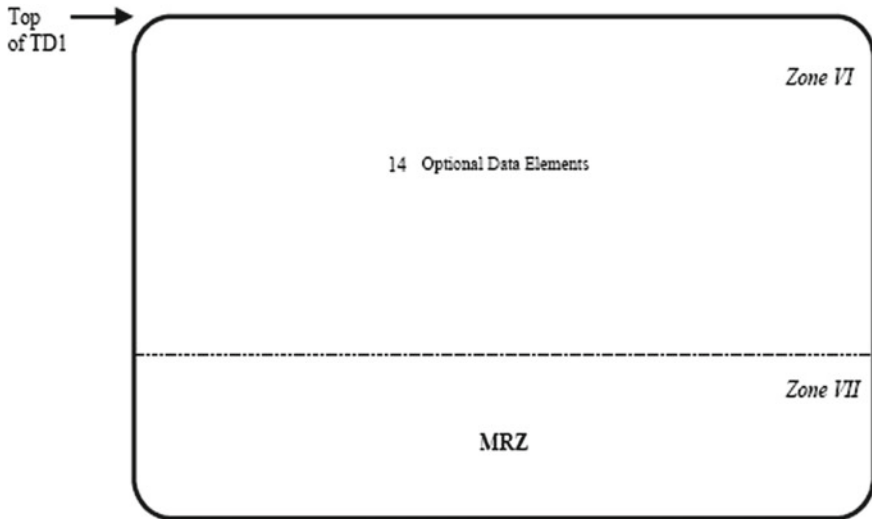 Top
of TD1
Zone VI
14 Optional Data Elements
Zone VII
MRZ